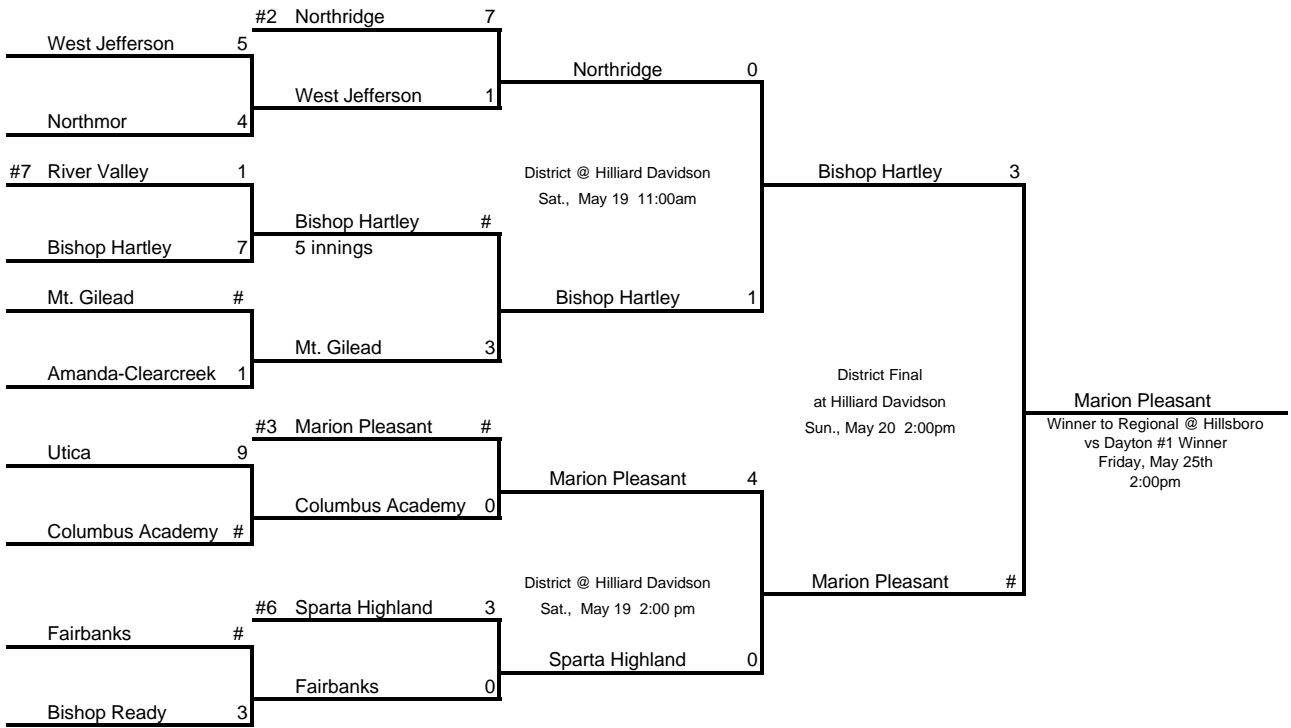 #2 Northridge 7
West Jefferson 5
Northridge 0
West Jefferson 1
Northmor 4
#7 River Valley 1
District @ Hilliard Davidson
Bishop Hartley 3
Sat., May 19 11:00am
Bishop Hartley #
Bishop Hartley 7
5 innings
Mt. Gilead #
Bishop Hartley 1
Mt. Gilead 3
Amanda-Clearcreek 1
District Final
at Hilliard Davidson
Sun., May 20 2:00pm
Marion Pleasant
Winner to Regional @ Hillsboro
vs Dayton #1 Winner
Friday, May 25th
2:00pm
#3 Marion Pleasant #
Utica 9
Marion Pleasant 4
Columbus Academy 0
Columbus Academy #
District @ Hilliard Davidson
Marion Pleasant #
Sat., May 19 2:00 pm
#6 Sparta Highland 3
Fairbanks #
Sparta Highland 0
Fairbanks 0
Bishop Ready 3